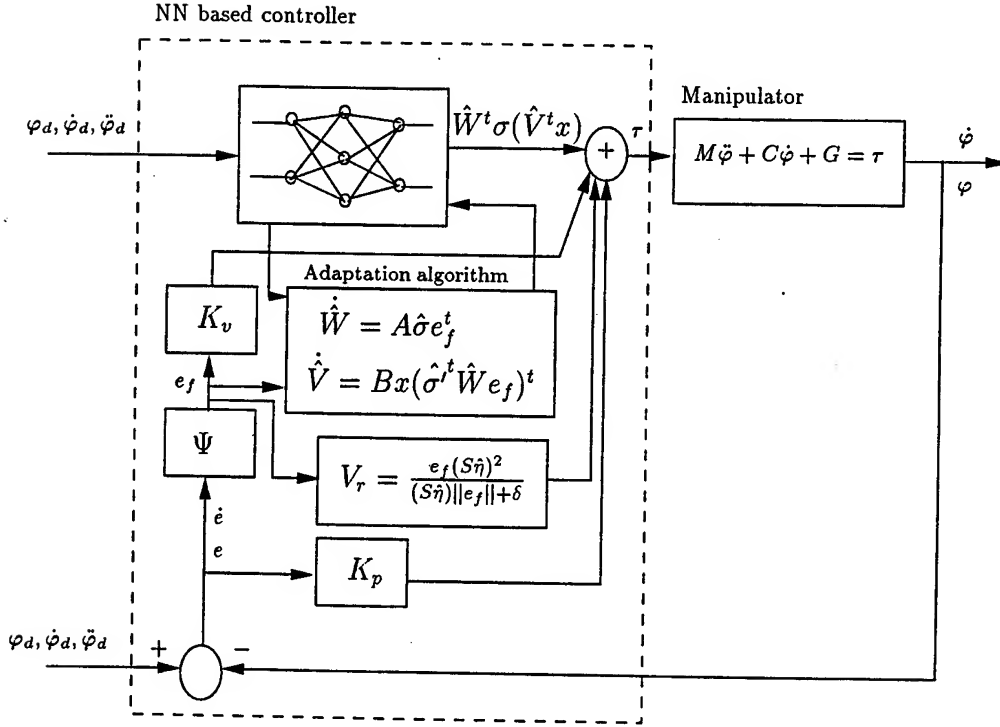 NN based controller
φ_d, φ̇_d, φ̈_d
Ŵ^t σ(V̂^t x)
+
τ
Manipulator
Mφ̈ + Cφ̇ + G = τ
φ̇
φ
Adaptation algorithm
Ŵ̇ = Aσ̂e_f^t
V̂̇ = Bx(σ̂'^t Ŵe_f)^t
K_v
e_f
Ψ
V_r = e_f(Sη̂)^2 / (Sη̂)||e_f||+δ
ė
e
K_p
φ_d, φ̇_d, φ̈_d
+
−